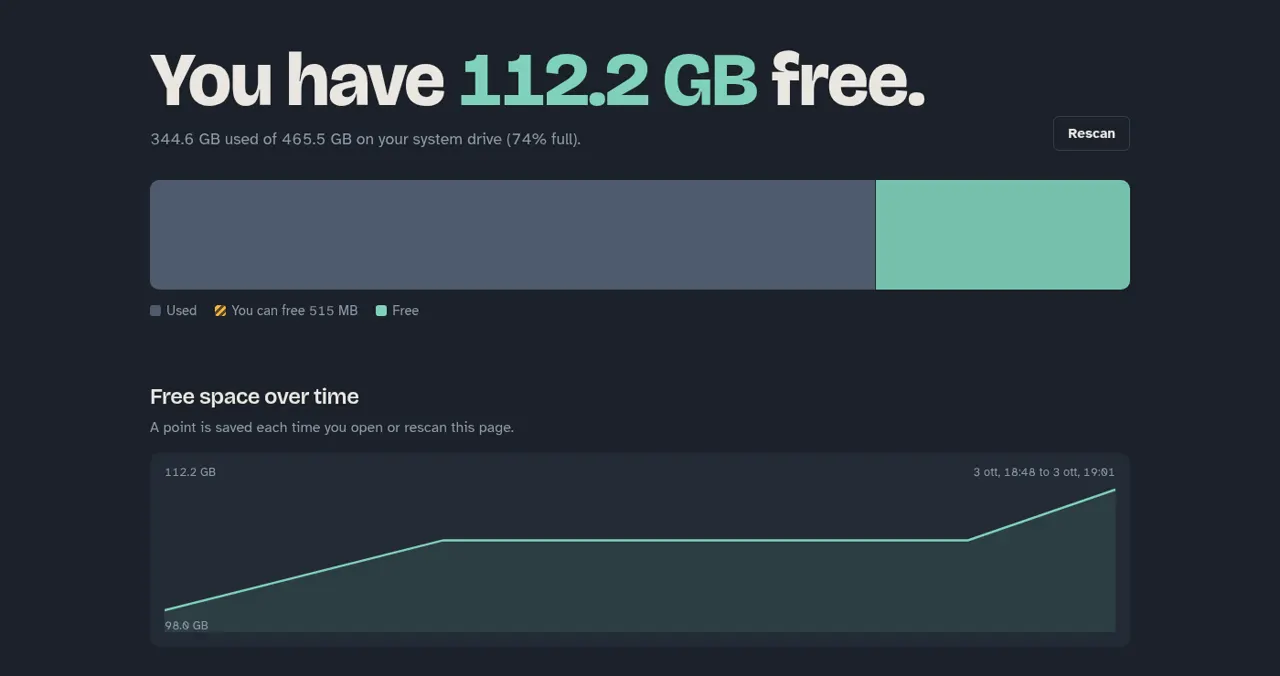 You have 112.2 GB free.
344.6 GB used of 465.5 GB on your system drive (74% full).
Rescan
Used
You can free 515 MB
Free
Free space over time
A point is saved each time you open or rescan this page.
112.2 GB
3 ott, 18:48 to 3 ott, 19:01
98.0 GB